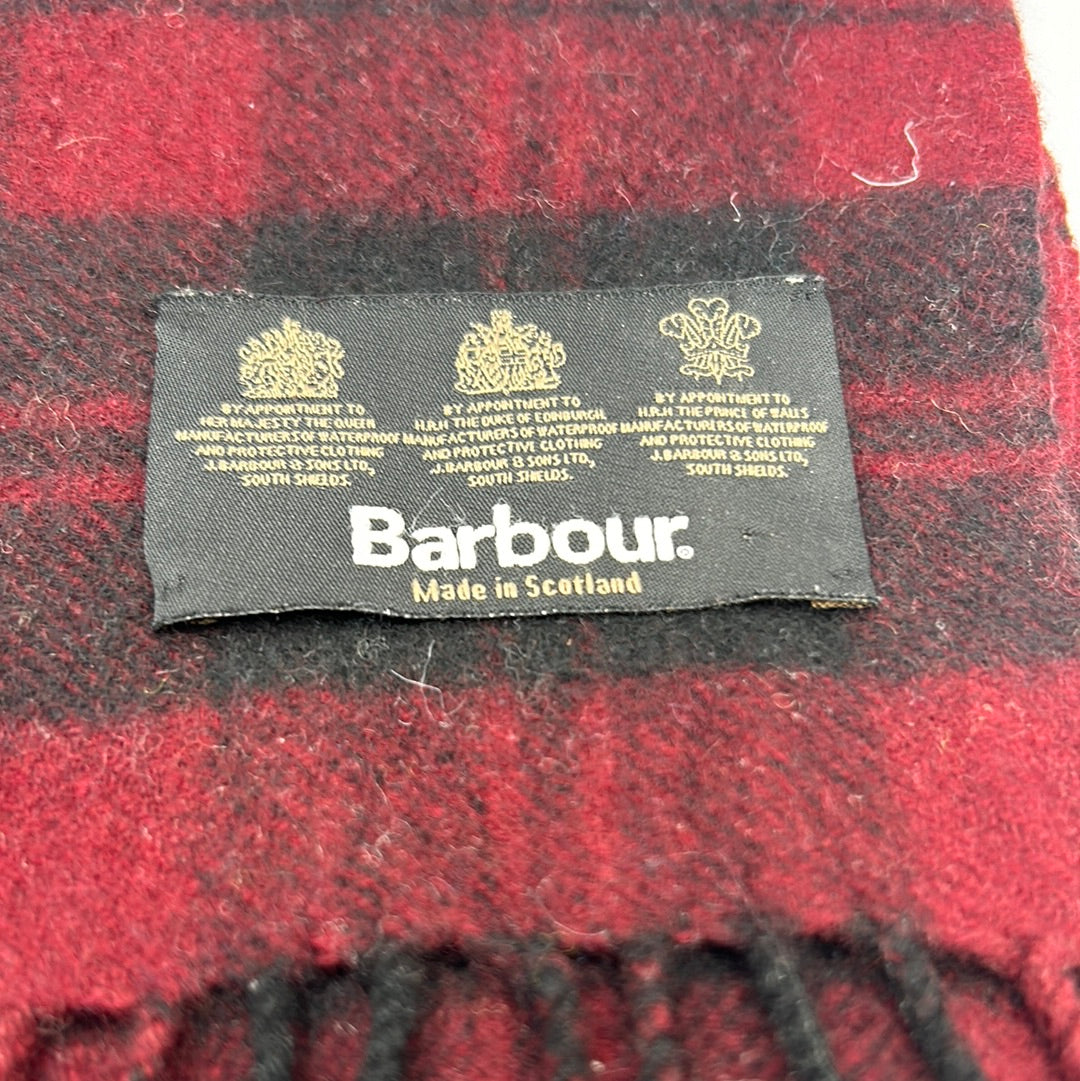 BY APPOINTMENT TO
HER MAJESTY THE QUEEN
MANUFACTURERS OF WATERPROOF
AND PROTECTIVE CLOTHING
J.BARBOUR & SONS LTD,
SOUTH SHIELDS.
BY APPOINTMENT TO
H.R.H THE DUKE OF EDINBURGH
MANUFACTURERS OF WATERPROOF
AND PROTECTIVE CLOTHING
J.BARBOUR & SONS LTD,
SOUTH SHIELDS.
BY APPOINTMENT TO
H.R.H THE PRINCE OF WALLS
MANUFACTURERS OF WATERPROOF
AND PROTECTIVE CLOTHING
J.BARBOUR & SONS LTD,
SOUTH SHIELDS.
Barbour®
Made in Scotland